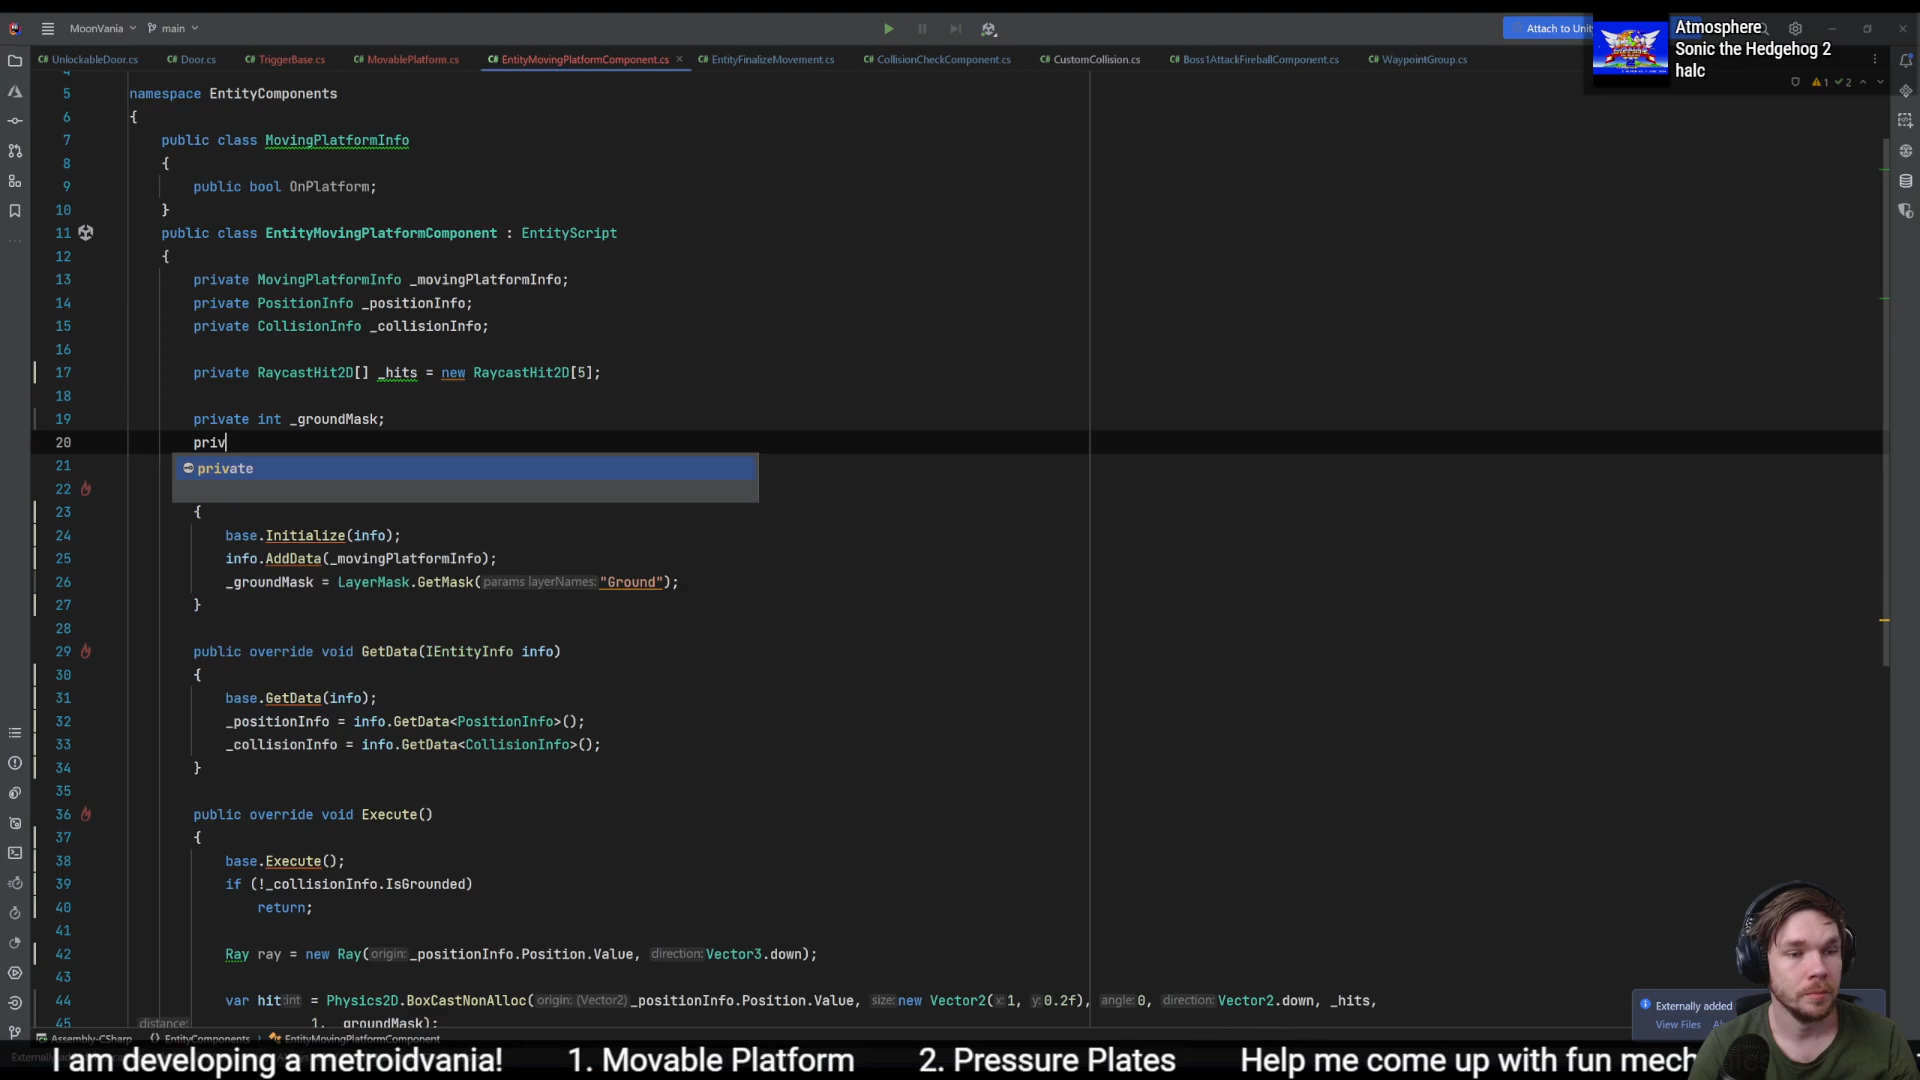 MoonVania main
Attach to Unit
Atmosphere
Sonic the Hedgehog 2
halc
UnlockableDoor.cs Door.cs TriggerBase.cs MovablePlatform.cs EntityMovingPlatformComponent.cs EntityFinalizeMovement.cs CollisionCheckComponent.cs CustomCollision.cs Boss1AttackFireballComponent.cs WaypointGroup.cs
1 2
4
5 namespace EntityComponents
6 {
7 public class MovingPlatformInfo
8 {
9 public bool OnPlatform;
10 }
11 public class EntityMovingPlatformComponent : EntityScript
12 {
13 private MovingPlatformInfo _movingPlatformInfo;
14 private PositionInfo _positionInfo;
15 private CollisionInfo _collisionInfo;
16
17 private RaycastHit2D[] _hits = new RaycastHit2D[5];
18
19 private int _groundMask;
20 priv
21 private
22
23 {
24 base.Initialize(info);
25 info.AddData(_movingPlatformInfo);
26 _groundMask = LayerMask.GetMask(params layerNames: "Ground");
27 }
28
29 public override void GetData(IEntityInfo info)
30 {
31 base.GetData(info);
32 _positionInfo = info.GetData<PositionInfo>();
33 _collisionInfo = info.GetData<CollisionInfo>();
34 }
35
36 public override void Execute()
37 {
38 base.Execute();
39 if (!_collisionInfo.IsGrounded)
40 return;
41
42 Ray ray = new Ray(origin: _positionInfo.Position.Value, direction: Vector3.down);
43
44 var hit :int = Physics2D.BoxCastNonAlloc(origin: (Vector2) _positionInfo.Position.Value, size: new Vector2(x: 1, y: 0.2f), angle: 0, direction: Vector2.down, _hits,
45 distance: 1, _groundMask);
Externally added
View Files
Assembly-CSharp EntityComponents EntityMovingPlatformComponent
I am developing a metroidvania! 1. Movable Platform 2. Pressure Plates Help me come up with fun mech